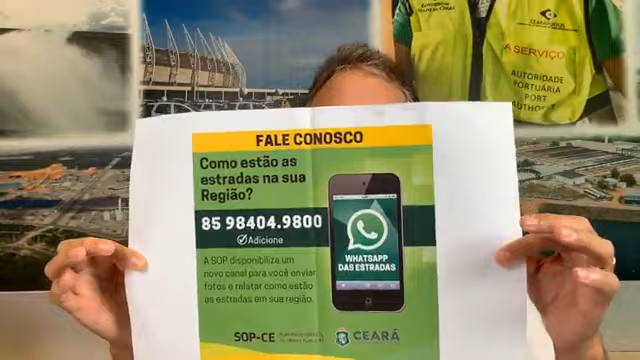 FALE CONOSCO
Como estão as
estradas na sua
Região?
85 98404.9800
Adicione
A SOP disponibiliza um
novo canal para você enviar
fotos e relatar como estão
as estradas em sua região.
WHATSAPP
DAS ESTRADAS
SOP-CE
CEARÁ
A SERVIÇO
AUTORIDADE
PORTUÁRIA
PORT
AUTHO